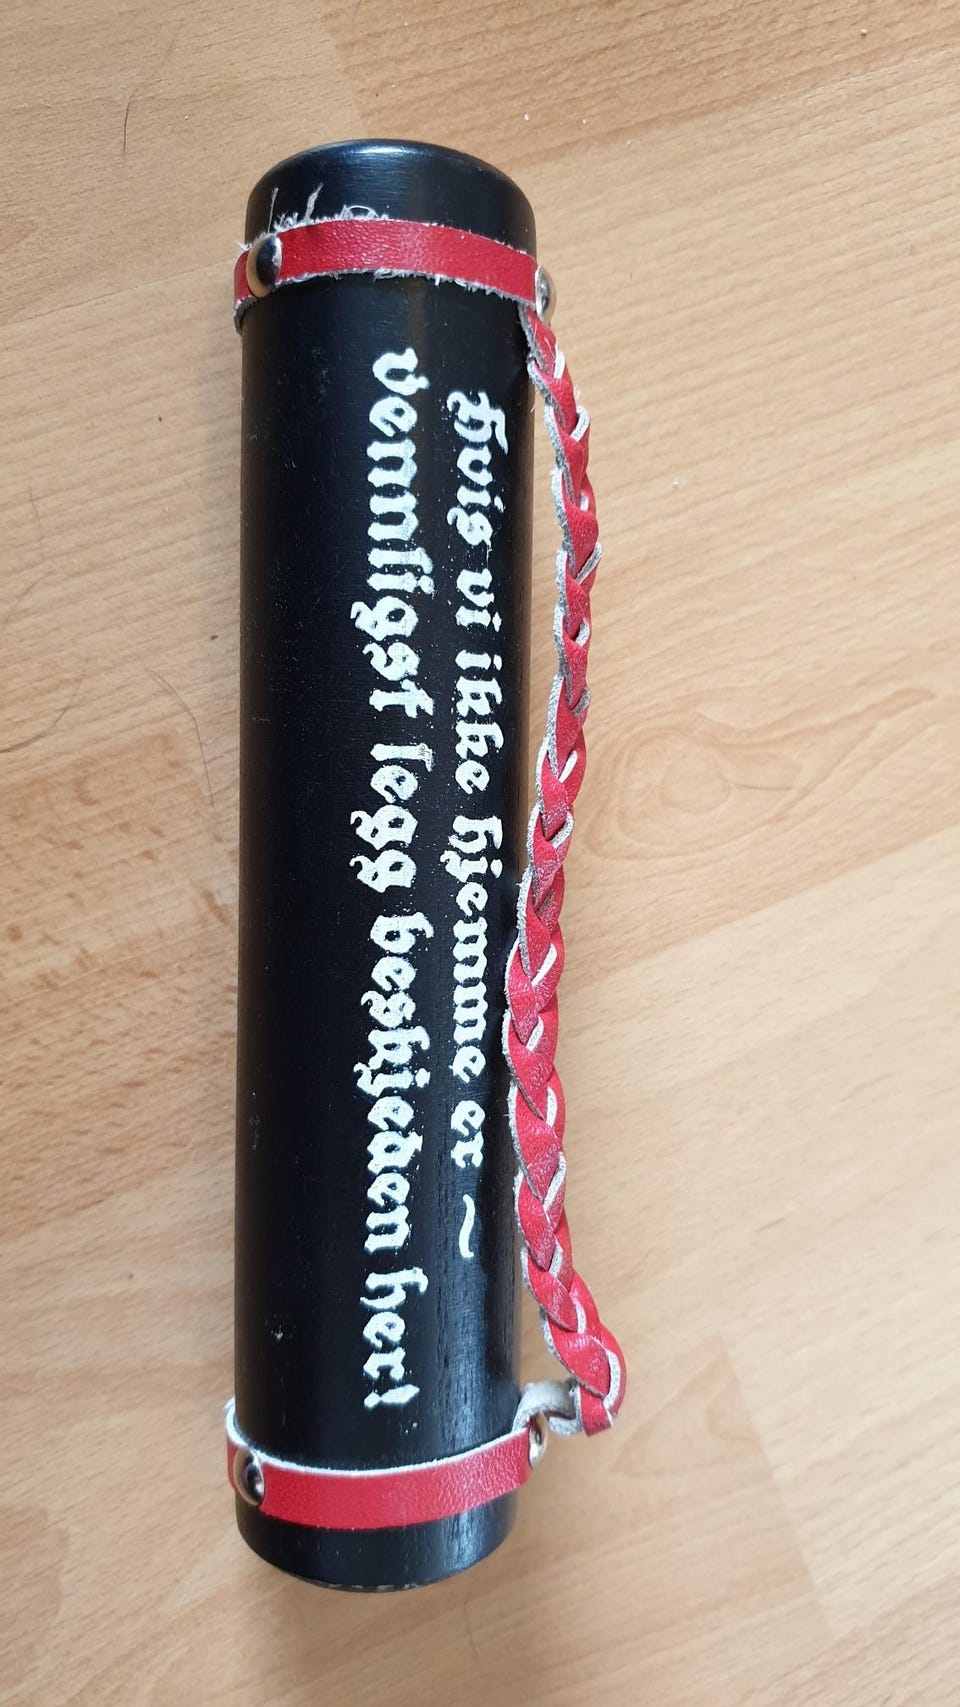 Hvis vi ikke hjemme er ~
vennligst legg beskjeden her!